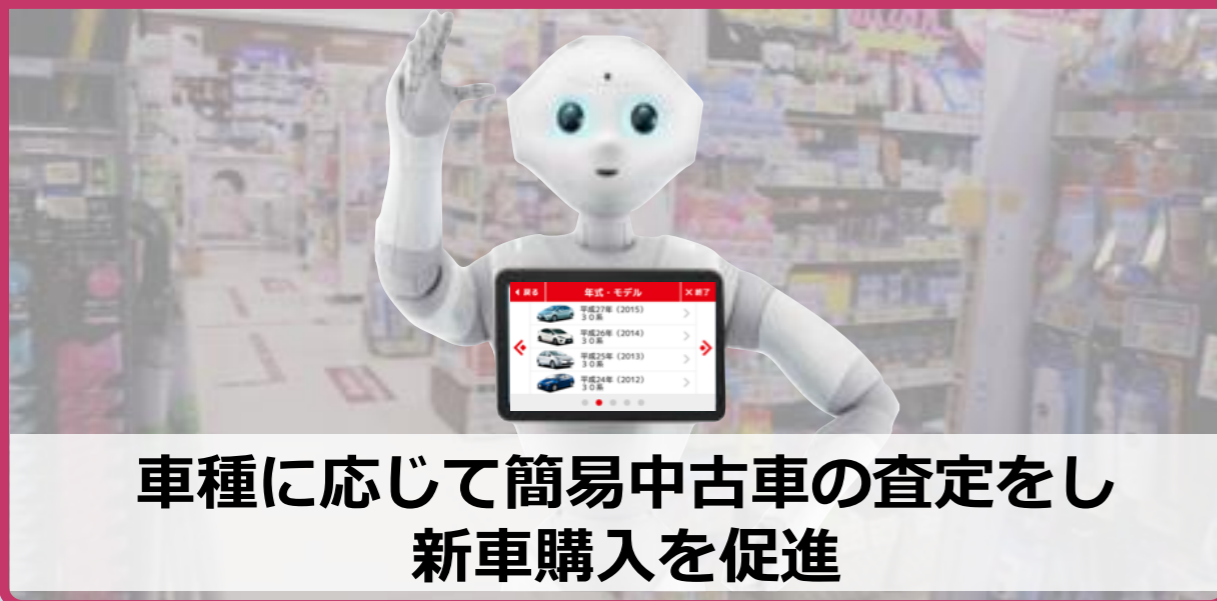 戻る 年式・モデル ×終了
平成27年（2015）
30系
平成26年（2014）
30系
平成25年（2013）
30系
平成24年（2012）
30系
車種に応じて簡易中古車の査定をし
新車購入を促進